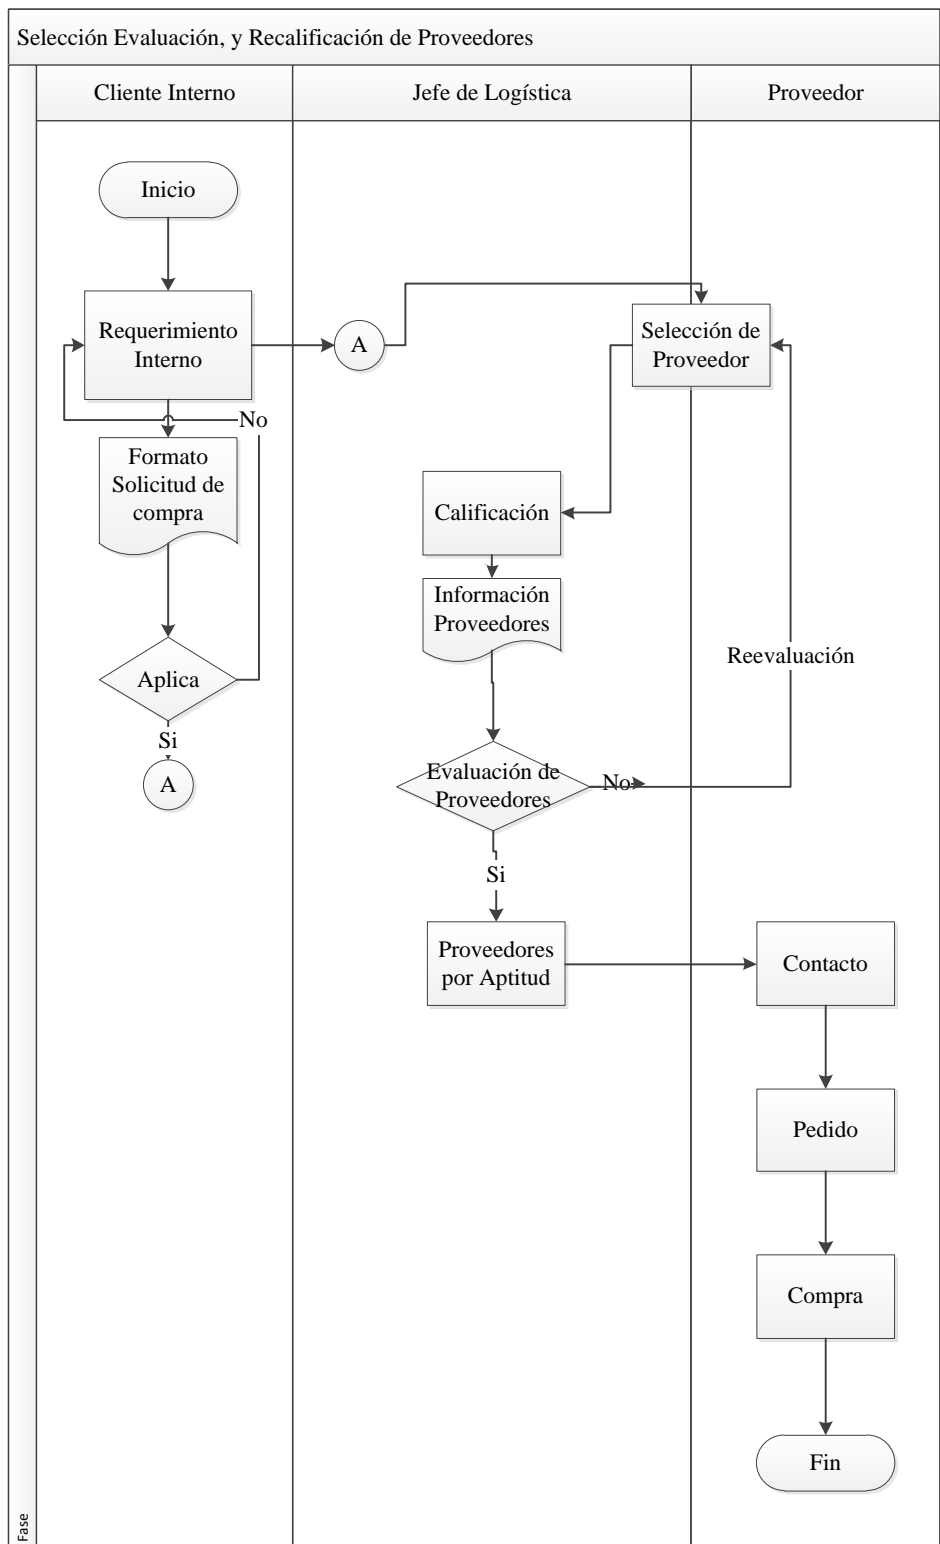 Selección Evaluación, y Recalificación de Proveedores
Cliente Interno
Jefe de Logística
Proveedor
Inicio
Requerimiento
Interno
A
Selección de
Proveedor
No
Formato
Solicitud de
compra
Calificación
Información
Proveedores
Reevaluación
Aplica
Si
A
Evaluación de
Proveedores
No
Si
Proveedores
por Aptitud
Contacto
Pedido
Compra
Fin
Fase